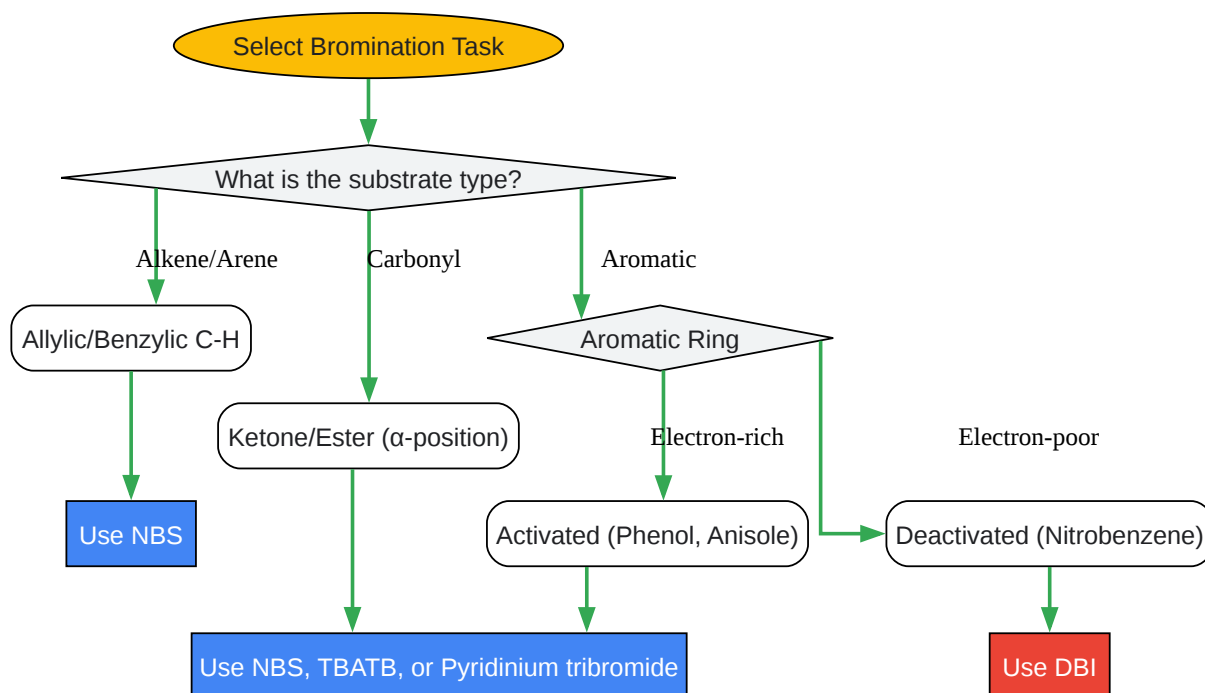 Select Bromination Task
What is the substrate type?
Alkene/Arene
Carbonyl
Aromatic
Allylic/Benzylic C-H
Aromatic Ring
Ketone/Ester (α-position)
Electron-rich
Electron-poor
Use NBS
Activated (Phenol, Anisole)
Deactivated (Nitrobenzene)
Use NBS, TBATB, or Pyridinium tribromide
Use DBI